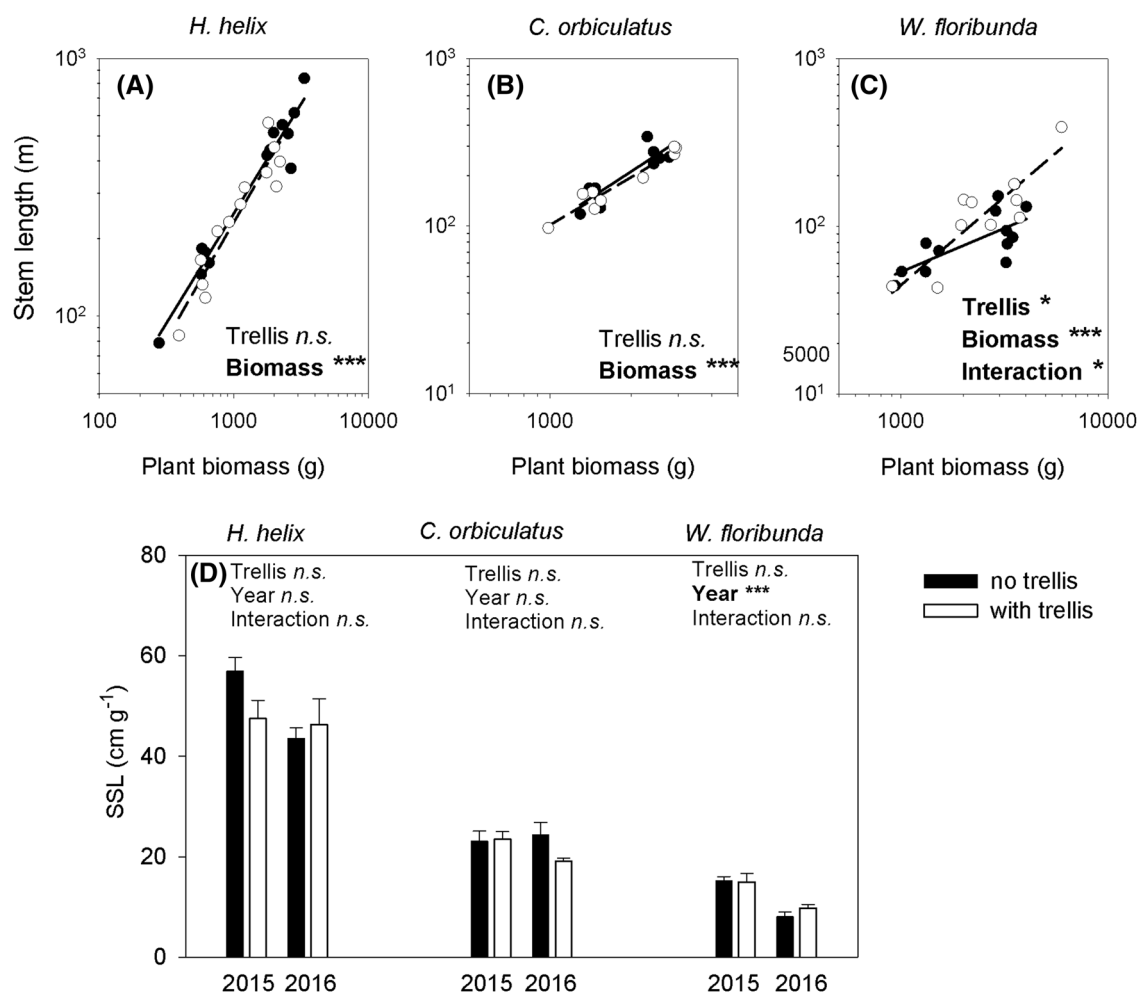 H. helix
C. orbiculatus
W. floribunda
(A)
(B)
(C)
Stem length (m)
10³
10²
10³
10²
10¹
10³
10²
5000
10¹
Trellis n.s.
Biomass ***
Trellis n.s.
Biomass ***
Trellis *
Biomass ***
Interaction *
100 1000 10000
1000
1000 10000
Plant biomass (g)
Plant biomass (g)
Plant biomass (g)
H. helix
C. orbiculatus
W. floribunda
(D)
Trellis n.s.
Year n.s.
Interaction n.s.
Trellis n.s.
Year n.s.
Interaction n.s.
Trellis n.s.
Year ***
Interaction n.s.
no trellis
with trellis
SSL (cm g⁻¹)
80
60
40
20
0
2015 2016
2015 2016
2015 2016